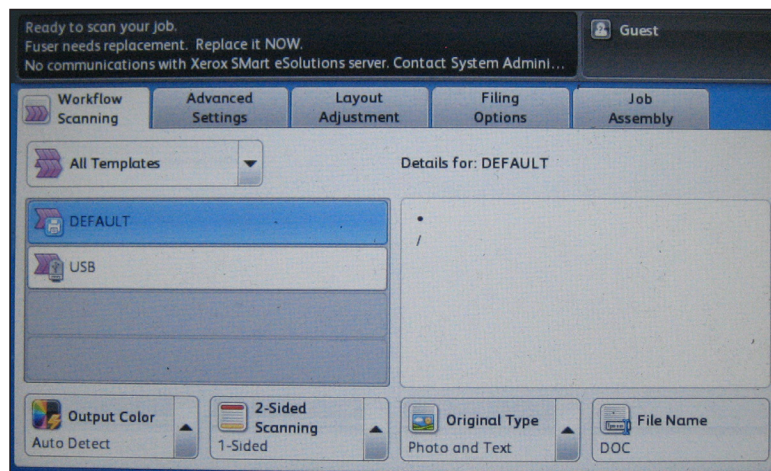 Ready to scan your job.
Fuser needs replacement. Replace it NOW.
No communications with Xerox SMart eSolutions server. Contact System Admini...
Guest
Workflow
Scanning
Advanced
Settings
Layout
Adjustment
Filing
Options
Job
Assembly
All Templates
Details for: DEFAULT
DEFAULT
•
/
USB
Output Color
Auto Detect
2-Sided
Scanning
1-Sided
Original Type
Photo and Text
File Name
DOC